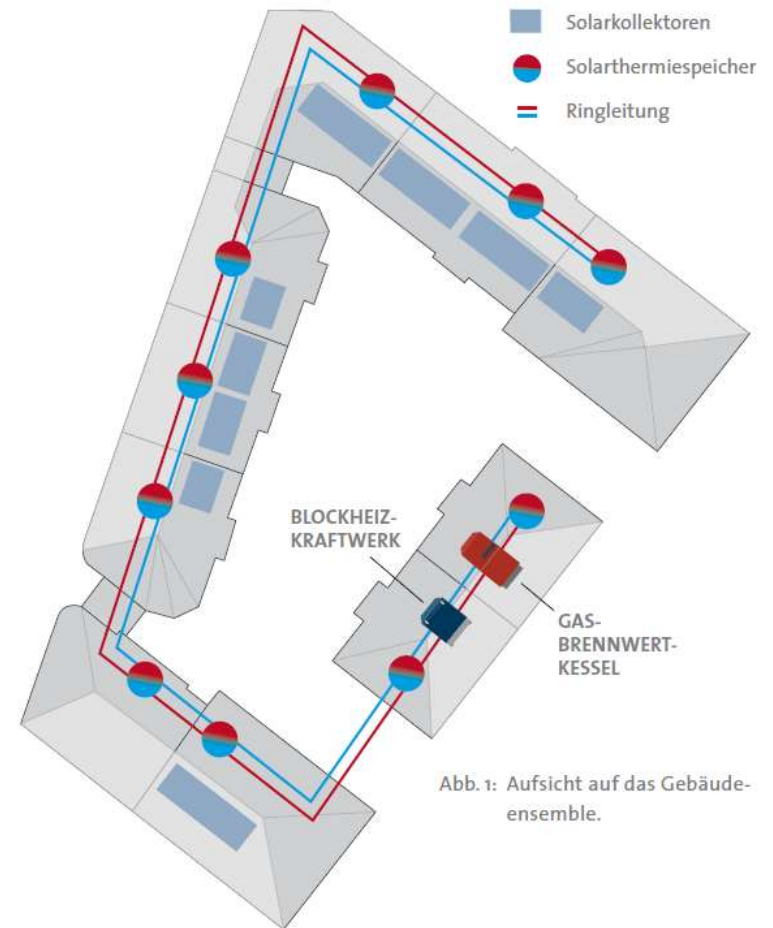 Solarkollektoren
Solarthermiespeicher
Ringleitung
BLOCKHEIZ-
KRAFTWERK
GAS-
BRENNWERT-
KESSEL
Abb. 1: Aufsicht auf das Gebäude-
ensemble.